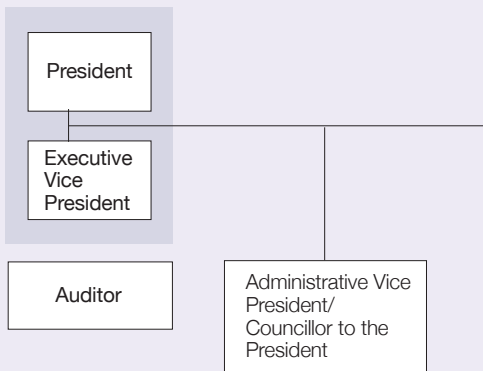 President
Executive
Vice
President
Auditor
Administrative Vice
President/
Councillor to the
President